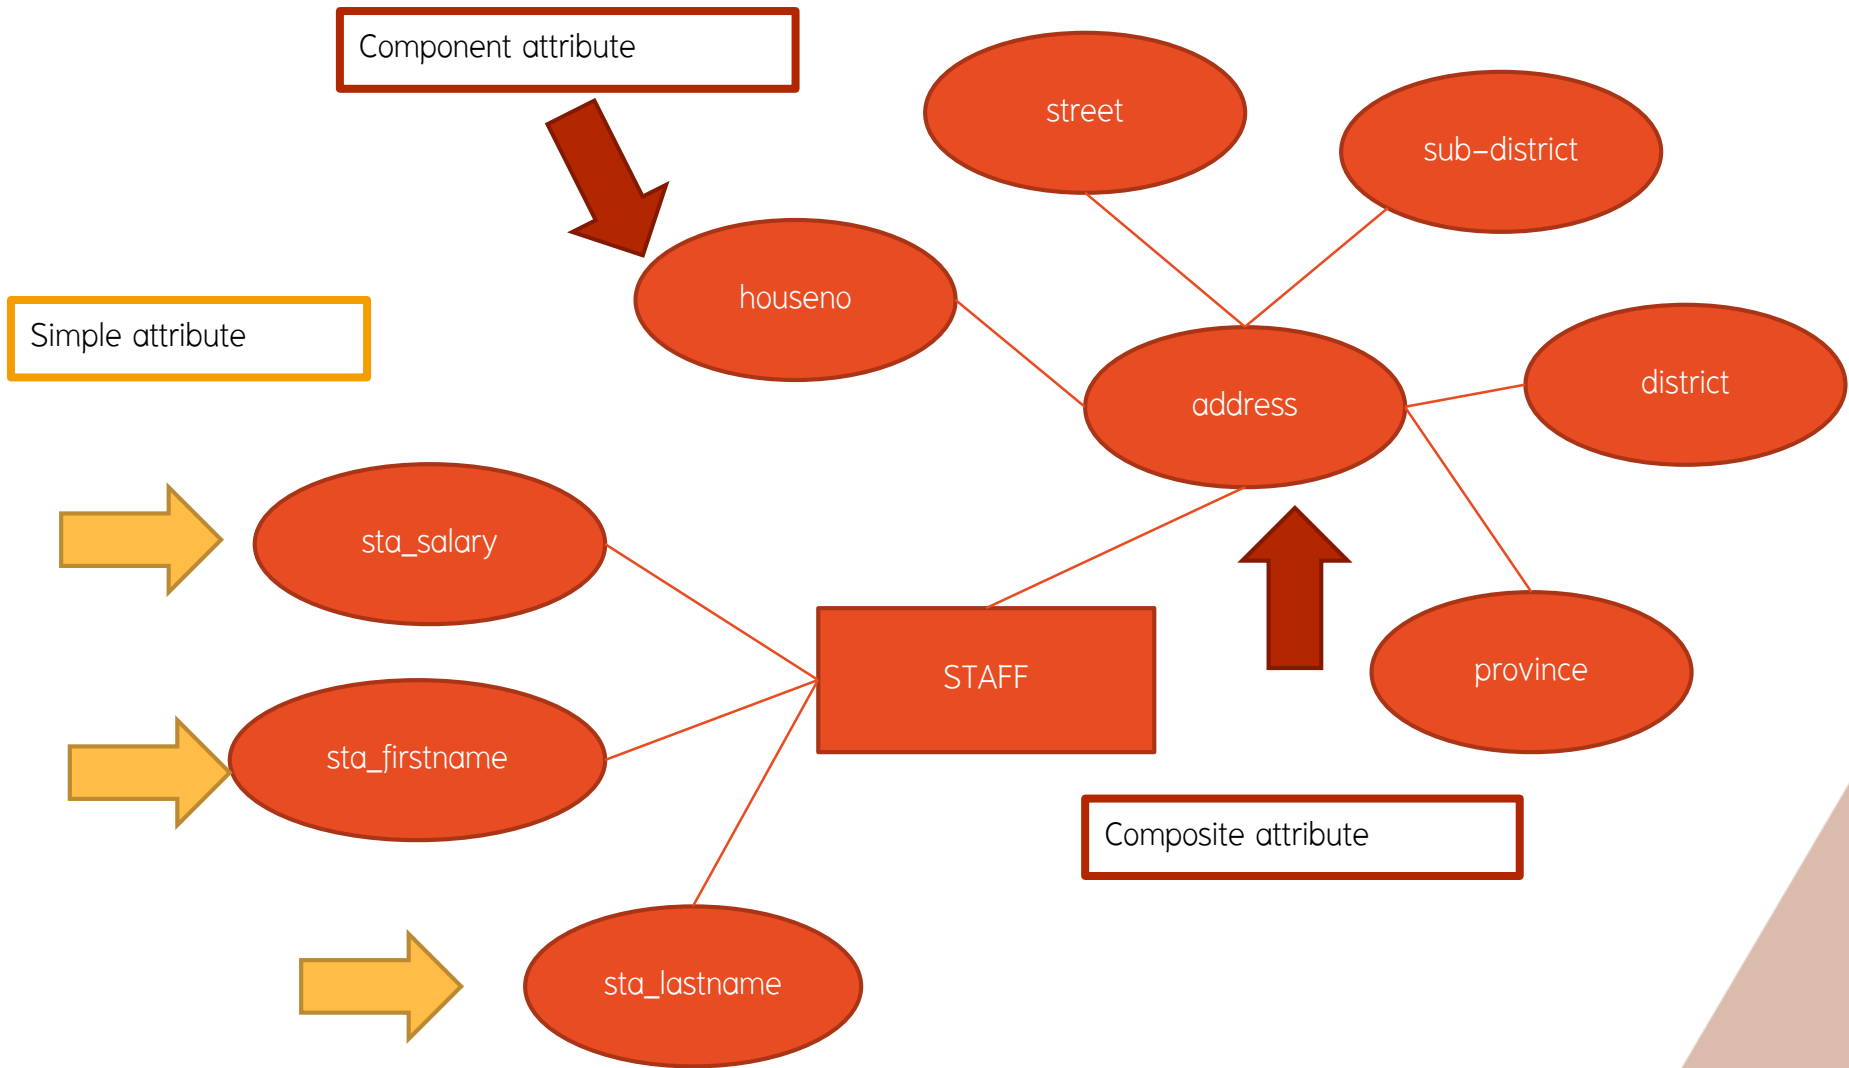 Component attribute
street
sub-district
houseno
Simple attribute
district
address
sta_salary
STAFF
province
sta_firstname
Composite attribute
sta_lastname